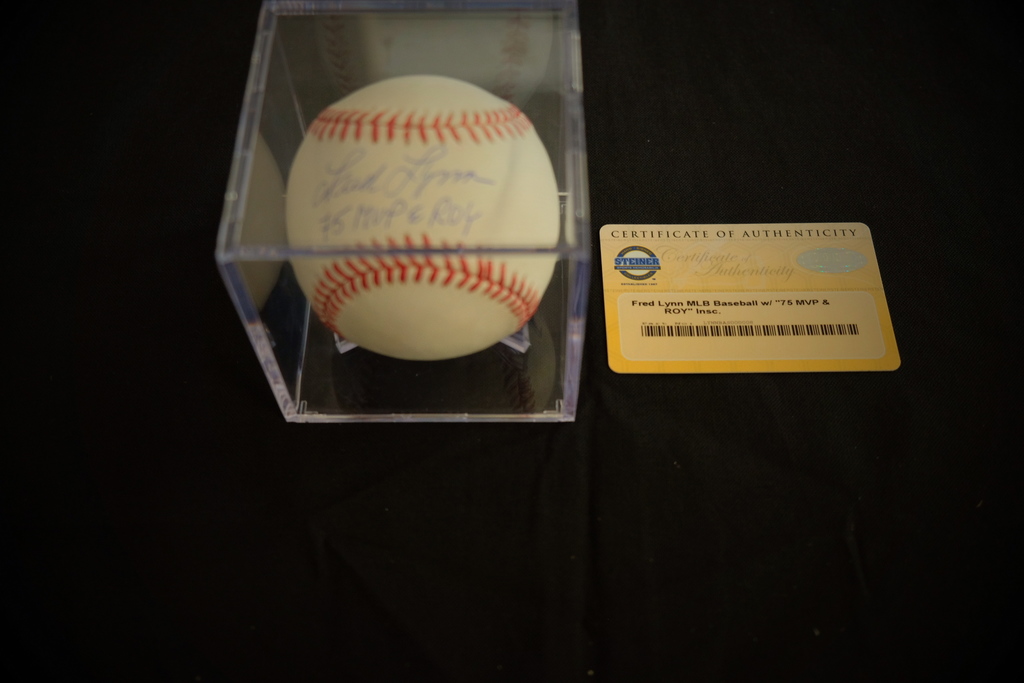 Fred Lynn
75 MVP & ROY
CERTIFICATE OF AUTHENTICITY
STEINER
Certificate of Authenticity
Fred Lynn MLB Baseball w/ "75 MVP &
ROY" Insc.